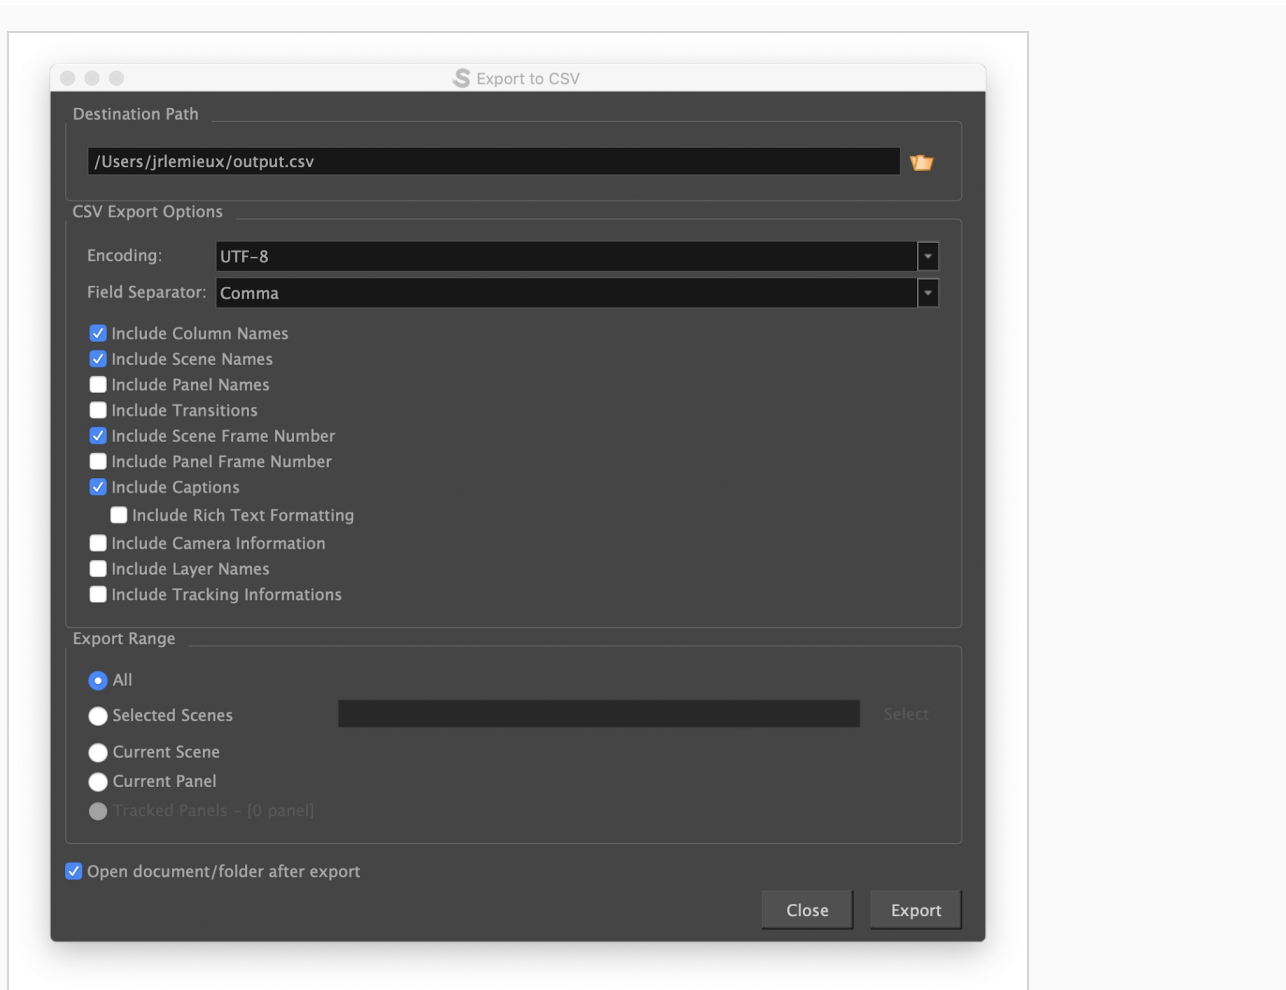 Export to CSV
Destination Path
/Users/jrlemieux/output.csv
CSV Export Options
Encoding: UTF-8
Field Separator: Comma
Include Column Names
Include Scene Names
Include Panel Names
Include Transitions
Include Scene Frame Number
Include Panel Frame Number
Include Captions
Include Rich Text Formatting
Include Camera Information
Include Layer Names
Include Tracking Informations
Export Range
All
Selected Scenes Select
Current Scene
Current Panel
Tracked Panels - [0 panel]
Open document/folder after export
Close Export